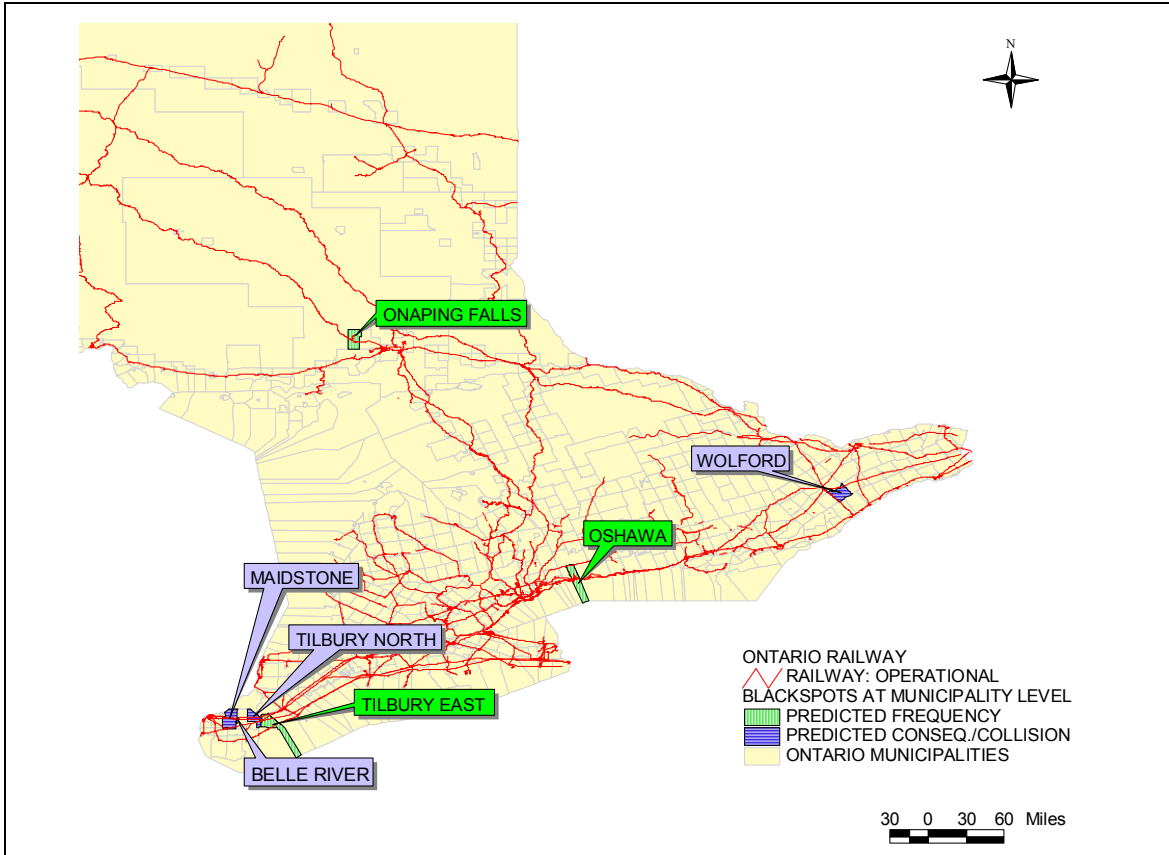 N
ONAPING FALLS
WOLFORD
OSHAWA
MAIDSTONE
TILBURY NORTH
TILBURY EAST
BELLE RIVER
ONTARIO RAILWAY
RAILWAY: OPERATIONAL
BLACKSPOTS AT MUNICIPALITY LEVEL
PREDICTED FREQUENCY
PREDICTED CONSEQ./COLLISION
ONTARIO MUNICIPALITIES
30 0 30 60 Miles